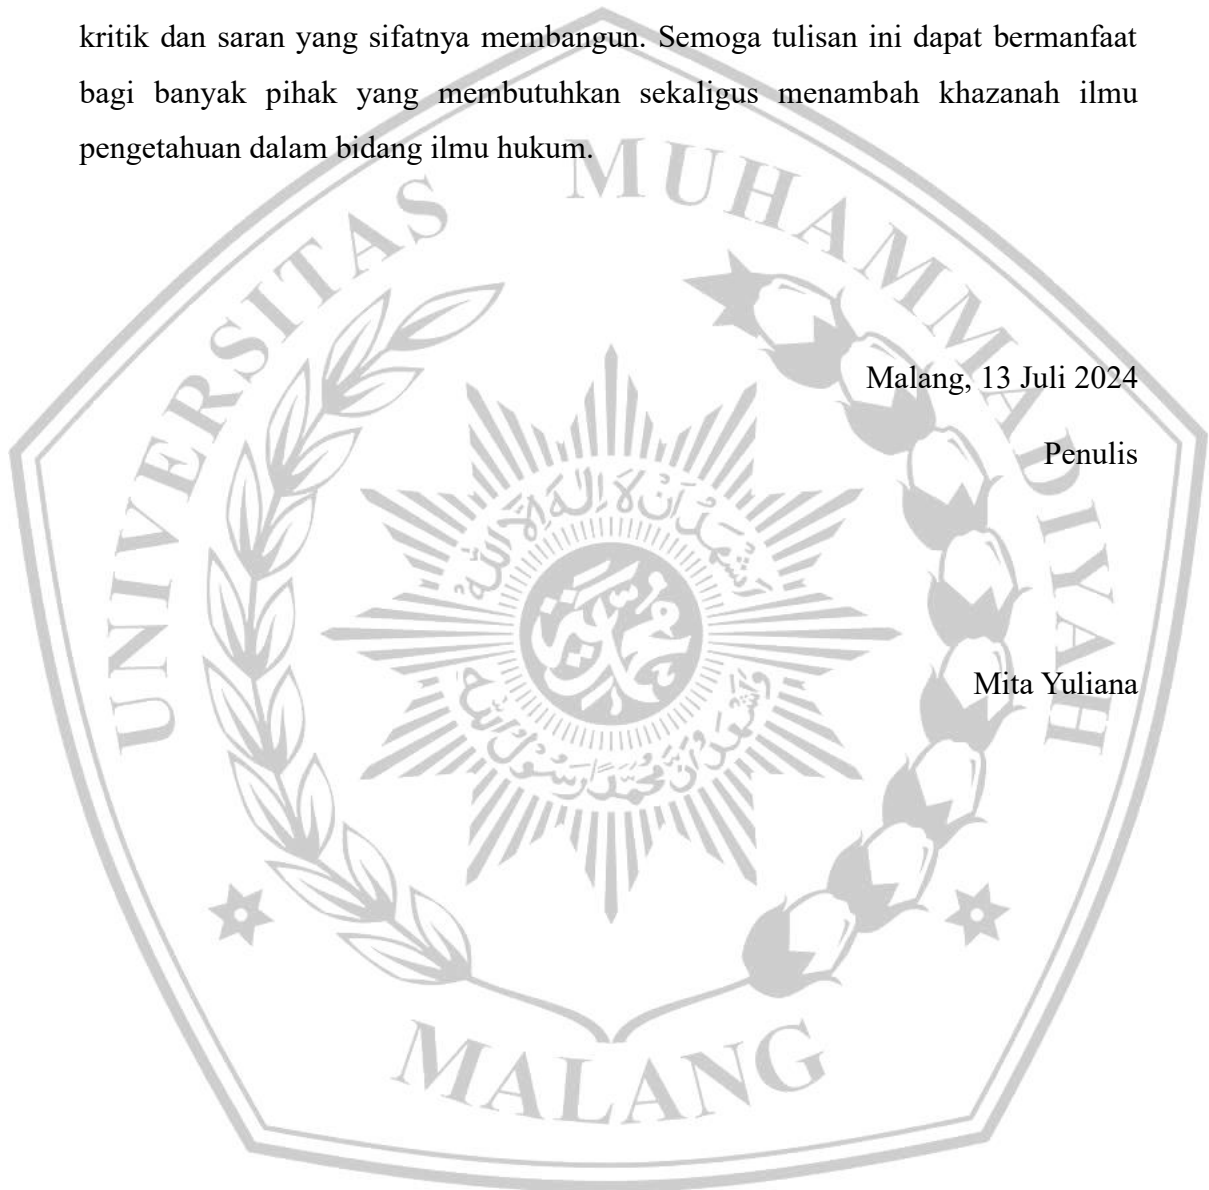 kritik dan saran yang sifatnya membangun. Semoga tulisan ini dapat bermanfaat
bagi banyak pihak yang membutuhkan sekaligus menambah khazanah ilmu
pengetahuan dalam bidang ilmu hukum.
UNIVERSITAS MUHAMMADIYAH
Malang, 13 Juli 2024
Penulis
Mita Yuliana
MALANG